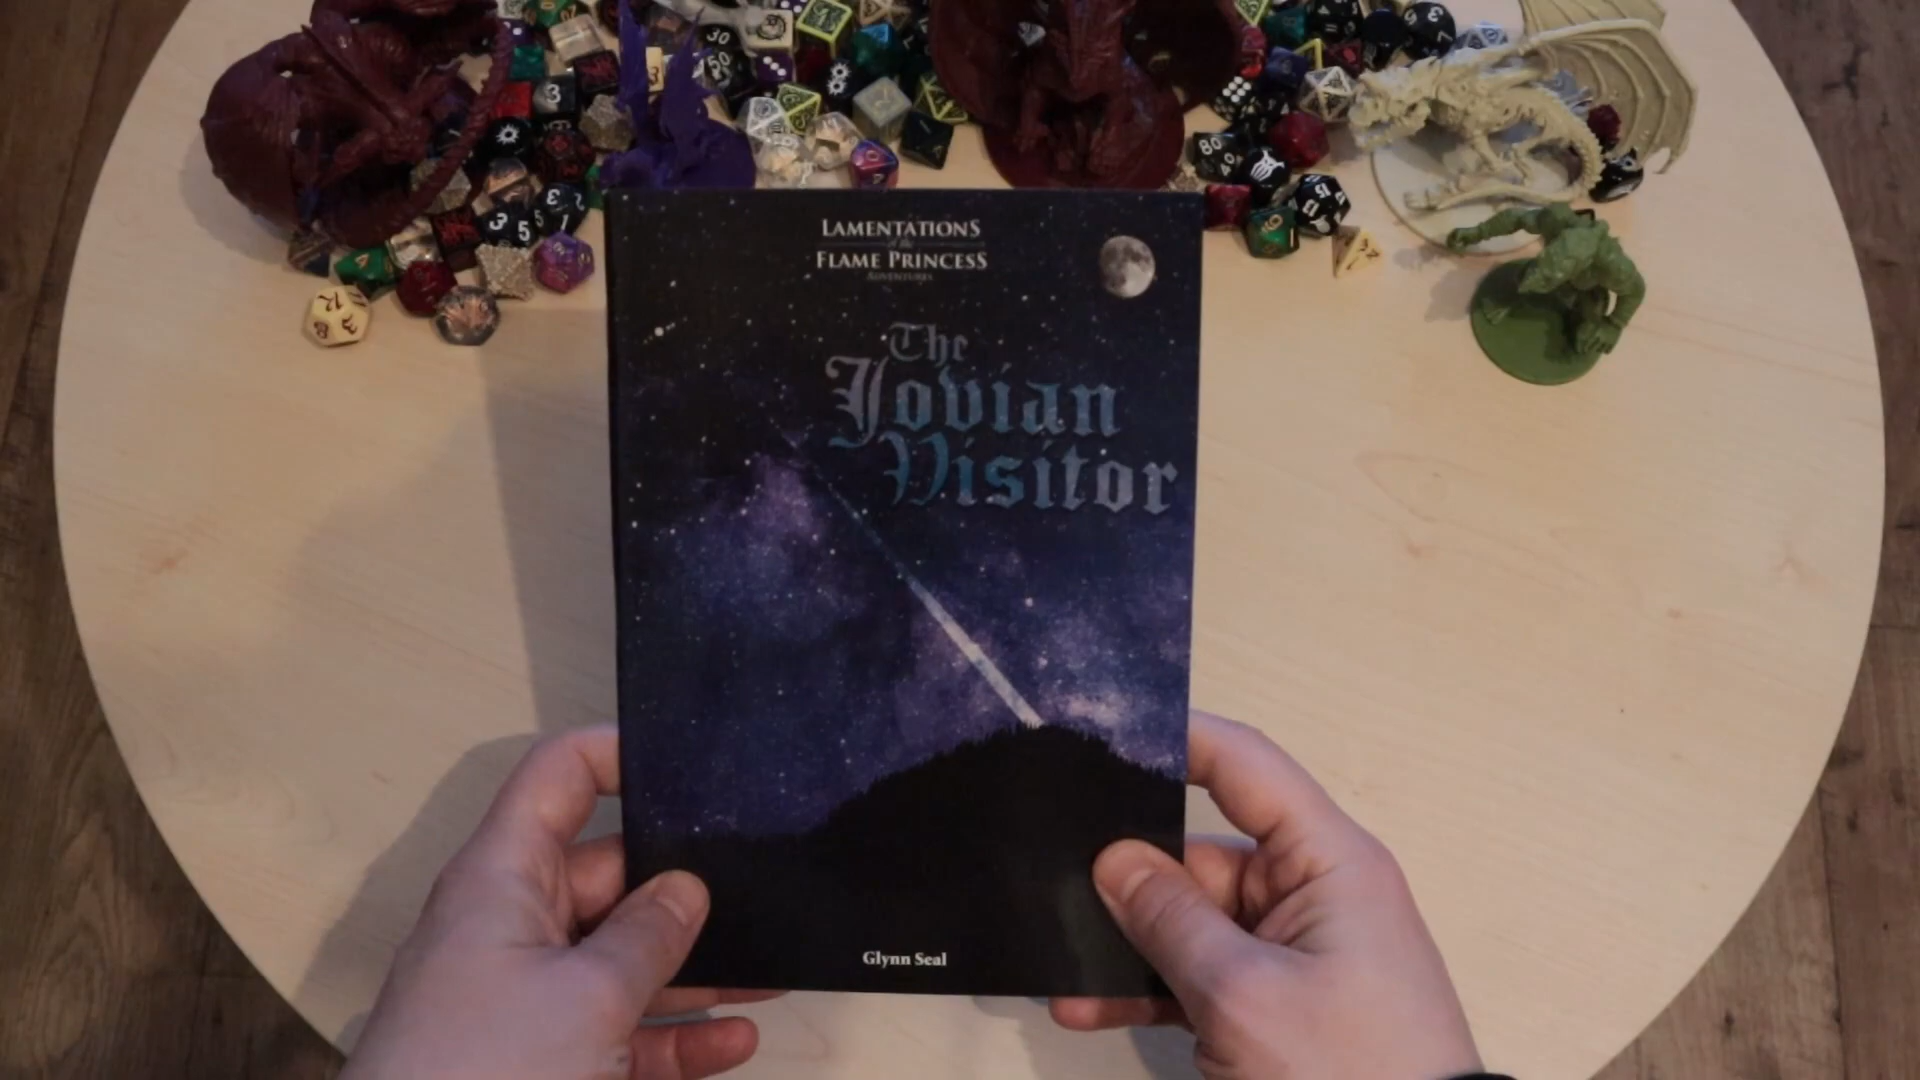 LAMENTATIONS
of the
FLAME PRINCESS
ADVENTURES
The
Jovian
Visitor
Glynn Seal